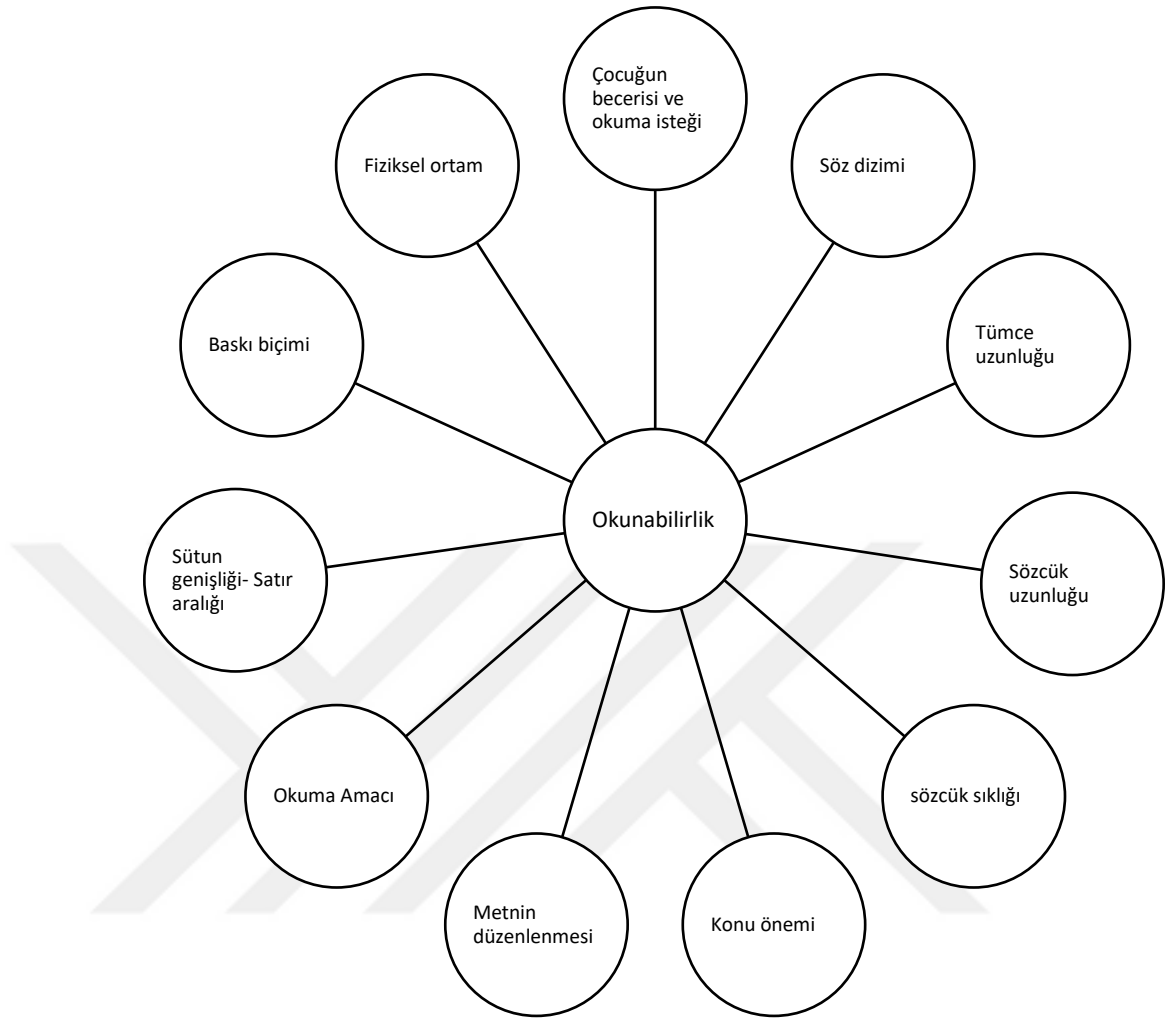 Çocuğun
becerisi ve
okuma isteği
Söz dizimi
Tümce
uzunluğu
Sözcük
uzunluğu
sözcük sıklığı
Konu önemi
Metnin
düzenlenmesi
Okuma Amacı
Sütun
genişliği- Satır
aralığı
Baskı biçimi
Fiziksel ortam
Okunabilirlik